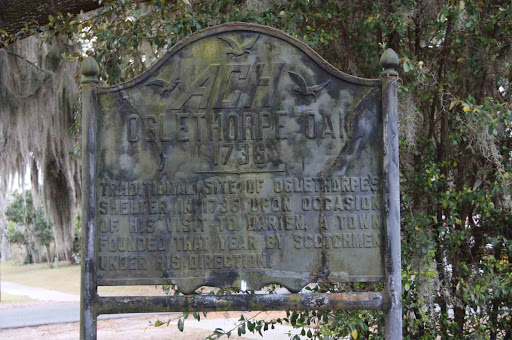 ACH
OGLETHORPE OAK
1736
TRADITIONAL SITE OF OGLETHORPES
SHELTER IN 1736 UPON OCCASION
OF HIS VISIT TO DARIEN, A TOWN
FOUNDED THAT YEAR BY SCOTCHMEN
UNDER HIS DIRECTION